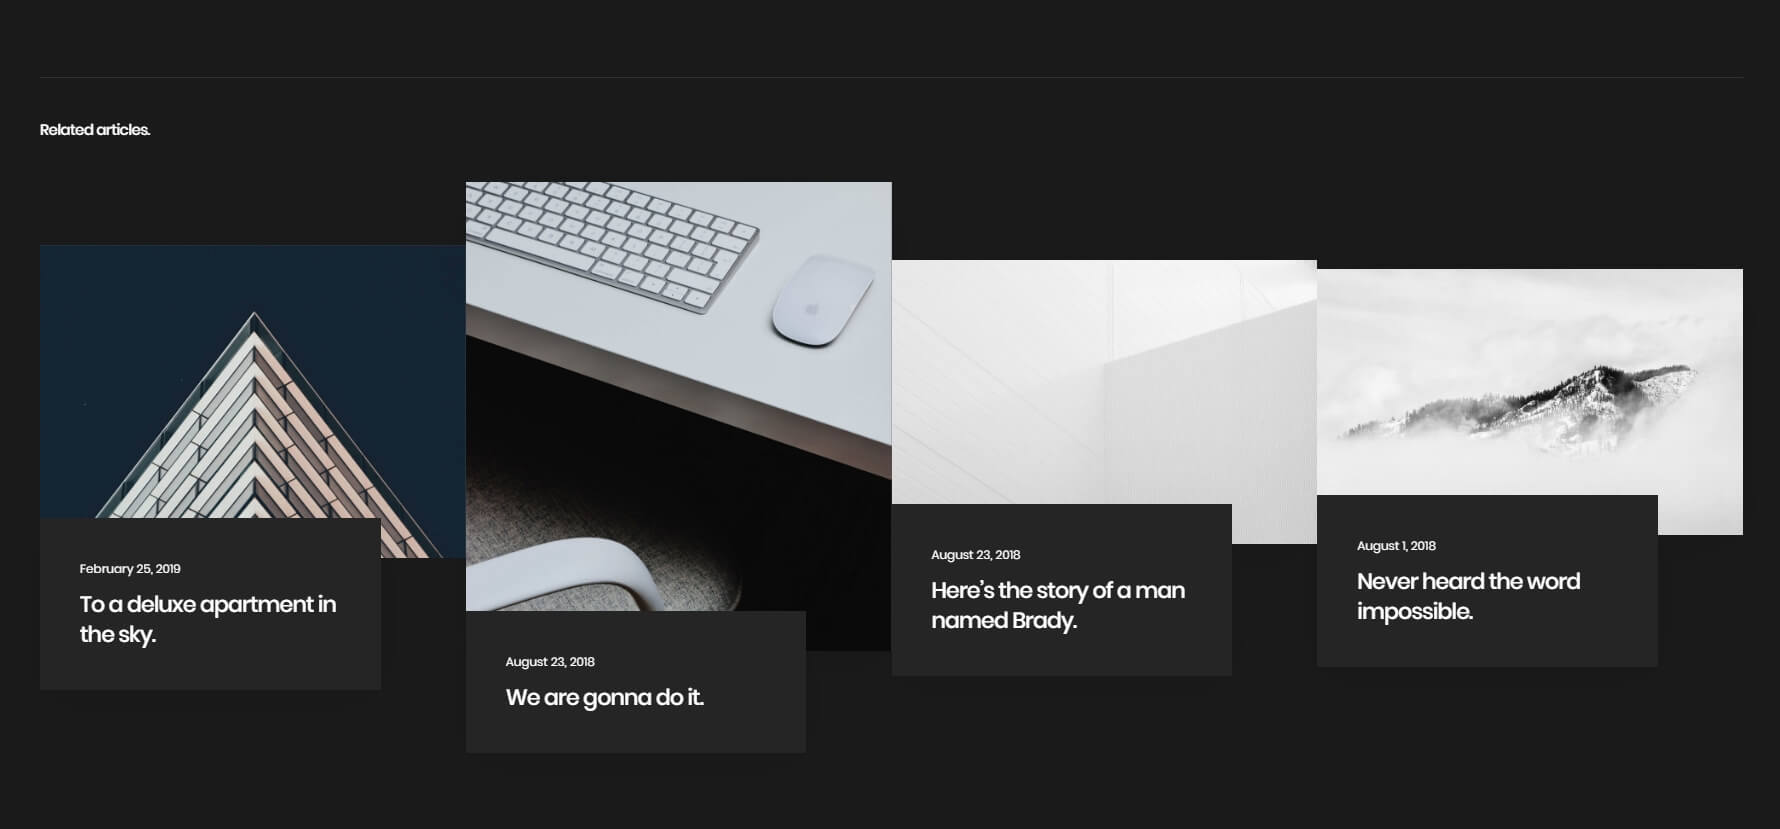 Related articles.
February 25, 2019
To a deluxe apartment in
the sky.
August 23, 2018
We are gonna do it.
August 23, 2018
Here’s the story of a man
named Brady.
August 1, 2018
Never heard the word
impossible.